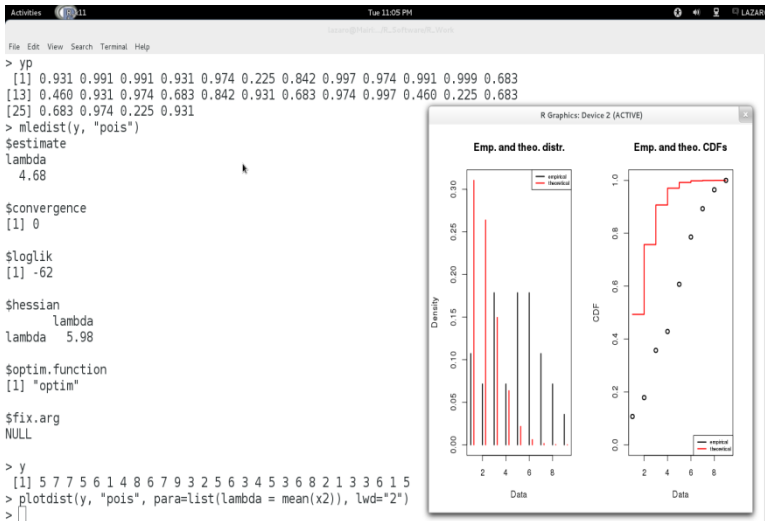 Activities
11
Tue 11:05 PM
LAZAR
File Edit View Search Terminal Help
> yp
[1] 0.931 0.991 0.991 0.931 0.974 0.225 0.842 0.997 0.974 0.991 0.999 0.683
[13] 0.460 0.931 0.974 0.683 0.842 0.931 0.683 0.974 0.997 0.460 0.225 0.683
[25] 0.683 0.974 0.225 0.931
> mledist(y, "pois")
$estimate
lambda
4.68
$convergence
[1] 0
$loglik
[1] -62
$hessian
lambda
lambda 5.98
$optim.function
[1] "optim"
$fix.arg
NULL
> y
[1] 5 7 7 5 6 1 4 8 6 7 9 3 2 5 6 3 4 5 3 6 8 2 1 3 3 6 1 5
> plotdist(y, "pois", para=list(lambda = mean(x2)), lwd="2")
>
R Graphics: Device 2 (ACTIVE)
Emp. and theo. distr.
empirical
theoretical
Density
0.00 0.05 0.10 0.15 0.20 0.25 0.30
2 4 6 8
Data
Emp. and theo. CDFs
CDF
0.0 0.2 0.4 0.6 0.8 1.0
empirical
theoretical
2 4 6 8
Data